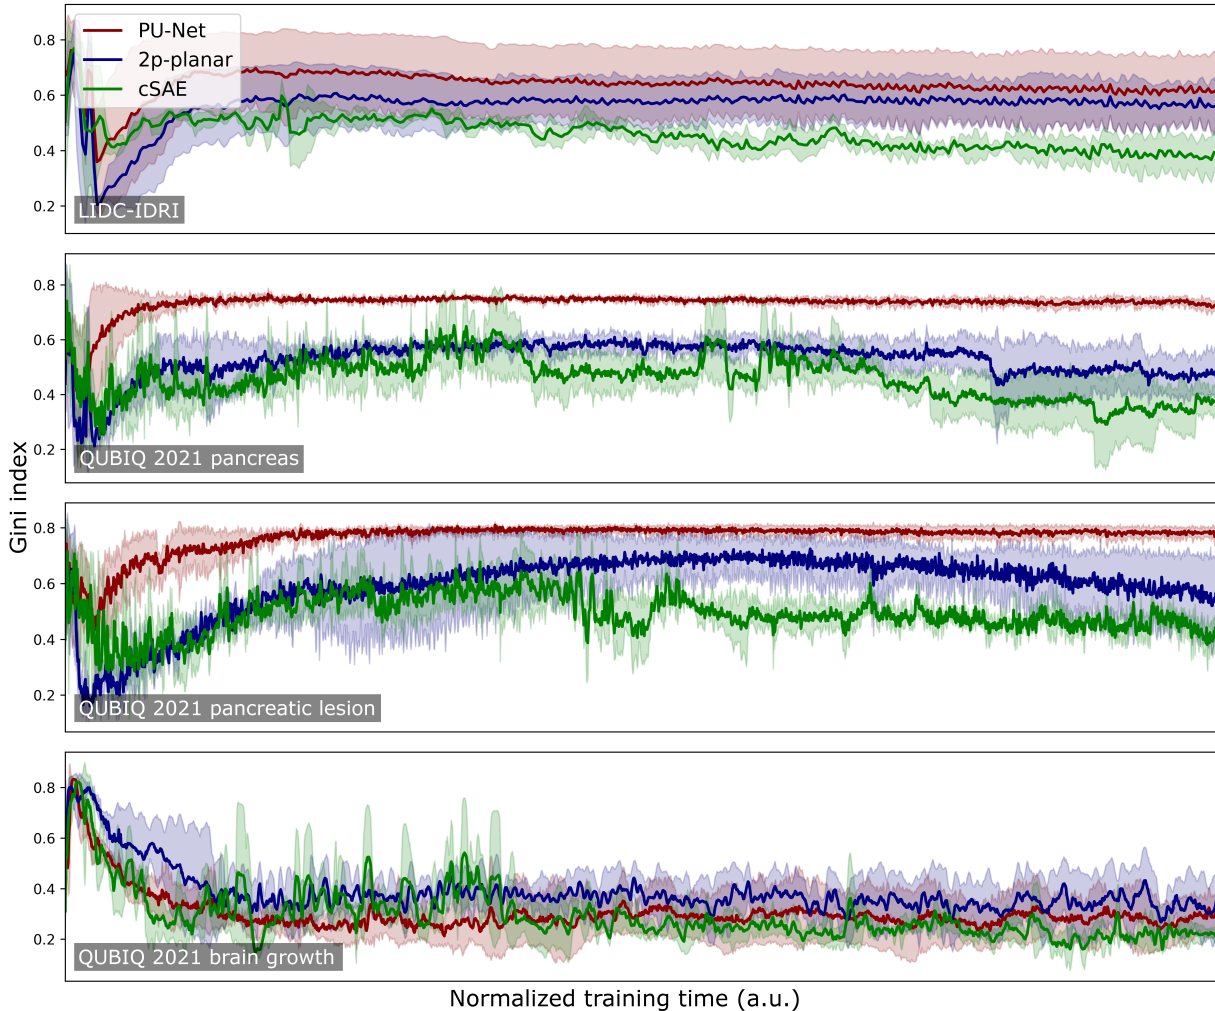 PU-Net
2p-planar
cSAE
0.8
0.6
0.4
0.2
LIDC-IDRI
0.8
0.6
0.4
0.2
QUBIQ 2021 pancreas
Gini index
0.8
0.6
0.4
0.2
QUBIQ 2021 pancreatic lesion
0.8
0.6
0.4
0.2
QUBIQ 2021 brain growth
Normalized training time (a.u.)